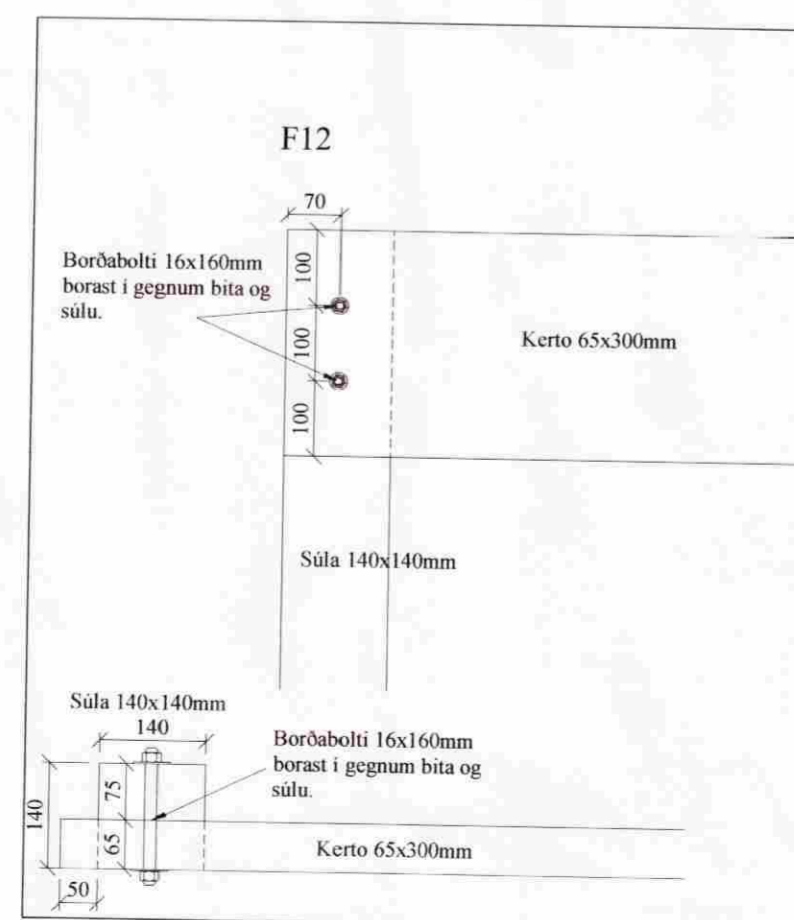 F12
70
Borðabolti 16x160mm
borast í gegnum bita og
súlu.
100
100
100
Kerto 65x300mm
Súla 140x140mm
Súla 140x140mm
140
Borðabolti 16x160mm
borast í gegnum bita og
súlu.
140
75
65
Kerto 65x300mm
50